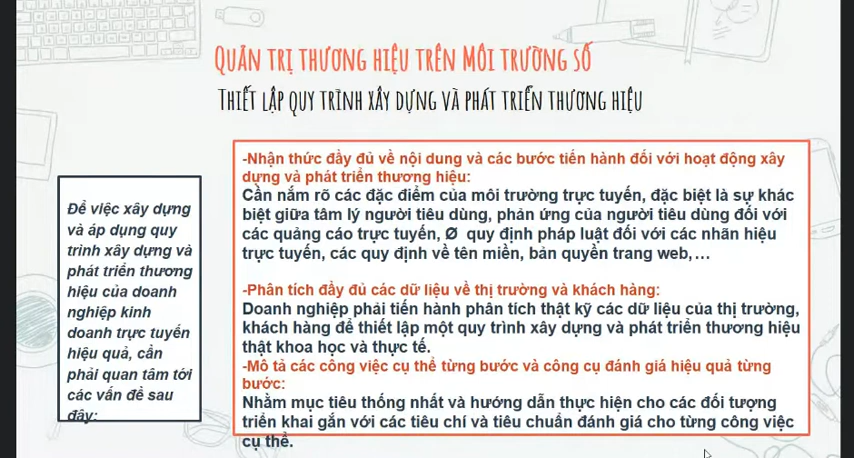 QUẢN TRỊ THƯƠNG HIỆU TRÊN MÔI TRƯỜNG SỐ
THIẾT LẬP QUY TRÌNH XÂY DỰNG VÀ PHÁT TRIỂN THƯƠNG HIỆU
Để việc xây dựng
và áp dụng quy
trình xây dựng và
phát triển thương
hiệu của doanh
nghiệp kinh
doanh trực tuyến
hiệu quả, cần
phải quan tâm tới
các vấn đề sau
đây:
-Nhận thức đầy đủ về nội dung và các bước tiến hành đối với hoạt động xây
dựng và phát triển thương hiệu:
Cần nắm rõ các đặc điểm của môi trường trực tuyến, đặc biệt là sự khác
biệt giữa tâm lý người tiêu dùng, phản ứng của người tiêu dùng đối với
các quảng cáo trực tuyến, Ø quy định pháp luật đối với các nhãn hiệu
trực tuyến, các quy định về tên miền, bản quyền trang web,…
-Phân tích đầy đủ các dữ liệu về thị trường và khách hàng:
Doanh nghiệp phải tiến hành phân tích thật kỹ các dữ liệu của thị trường,
khách hàng để thiết lập một quy trình xây dựng và phát triển thương hiệu
thật khoa học và thực tế.
-Mô tả các công việc cụ thể từng bước và công cụ đánh giá hiệu quả từng
bước:
Nhằm mục tiêu thống nhất và hướng dẫn thực hiện cho các đối tượng
triển khai gắn với các tiêu chí và tiêu chuẩn đánh giá cho từng công việc
cụ thể.